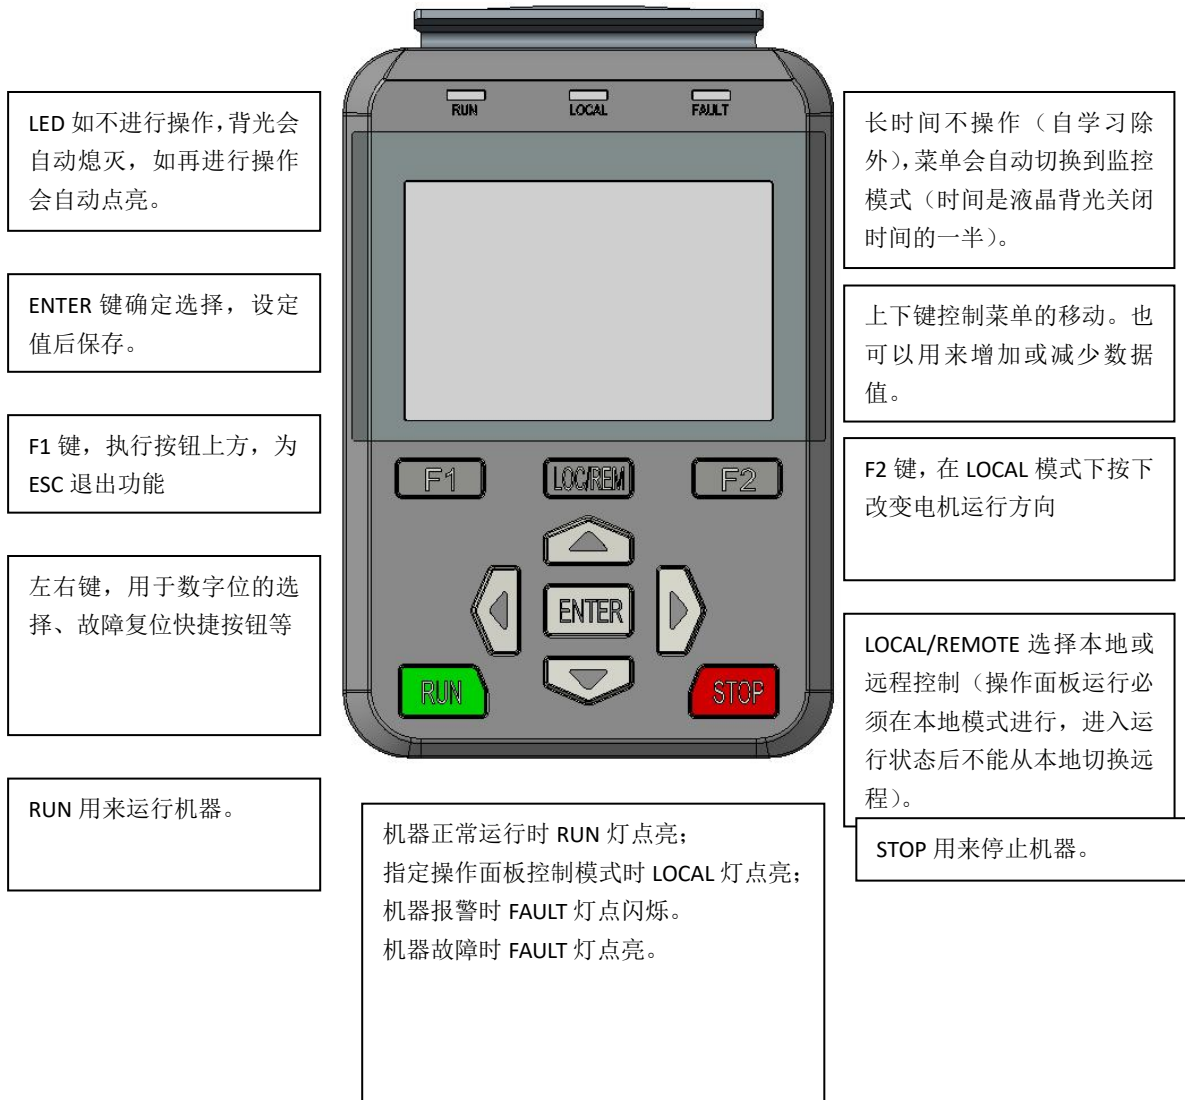 RUN
LOCAL
FAULT
LED 如不进行操作，背光会
自动熄灭，如再进行操作
会自动点亮。
ENTER 键确定选择，设定
值后保存。
F1 键，执行按钮上方，为
ESC 退出功能
左右键，用于数字位的选
择、故障复位快捷按钮等
RUN 用来运行机器。
F1
LOC/REM
F2
ENTER
RUN
STOP
长时间不操作（自学习除
外），菜单会自动切换到监控
模式（时间是液晶背光关闭
时间的一半）。
上下键控制菜单的移动。也
可以用来增加或减少数据
值。
F2 键，在 LOCAL 模式下按下
改变电机运行方向
LOCAL/REMOTE 选择本地或
远程控制（操作面板运行必
须在本地模式进行，进入运
行状态后不能从本地切换远
程）。
STOP 用来停止机器。
机器正常运行时 RUN 灯点亮；
指定操作面板控制模式时 LOCAL 灯点亮；
机器报警时 FAULT 灯点闪烁。
机器故障时 FAULT 灯点亮。